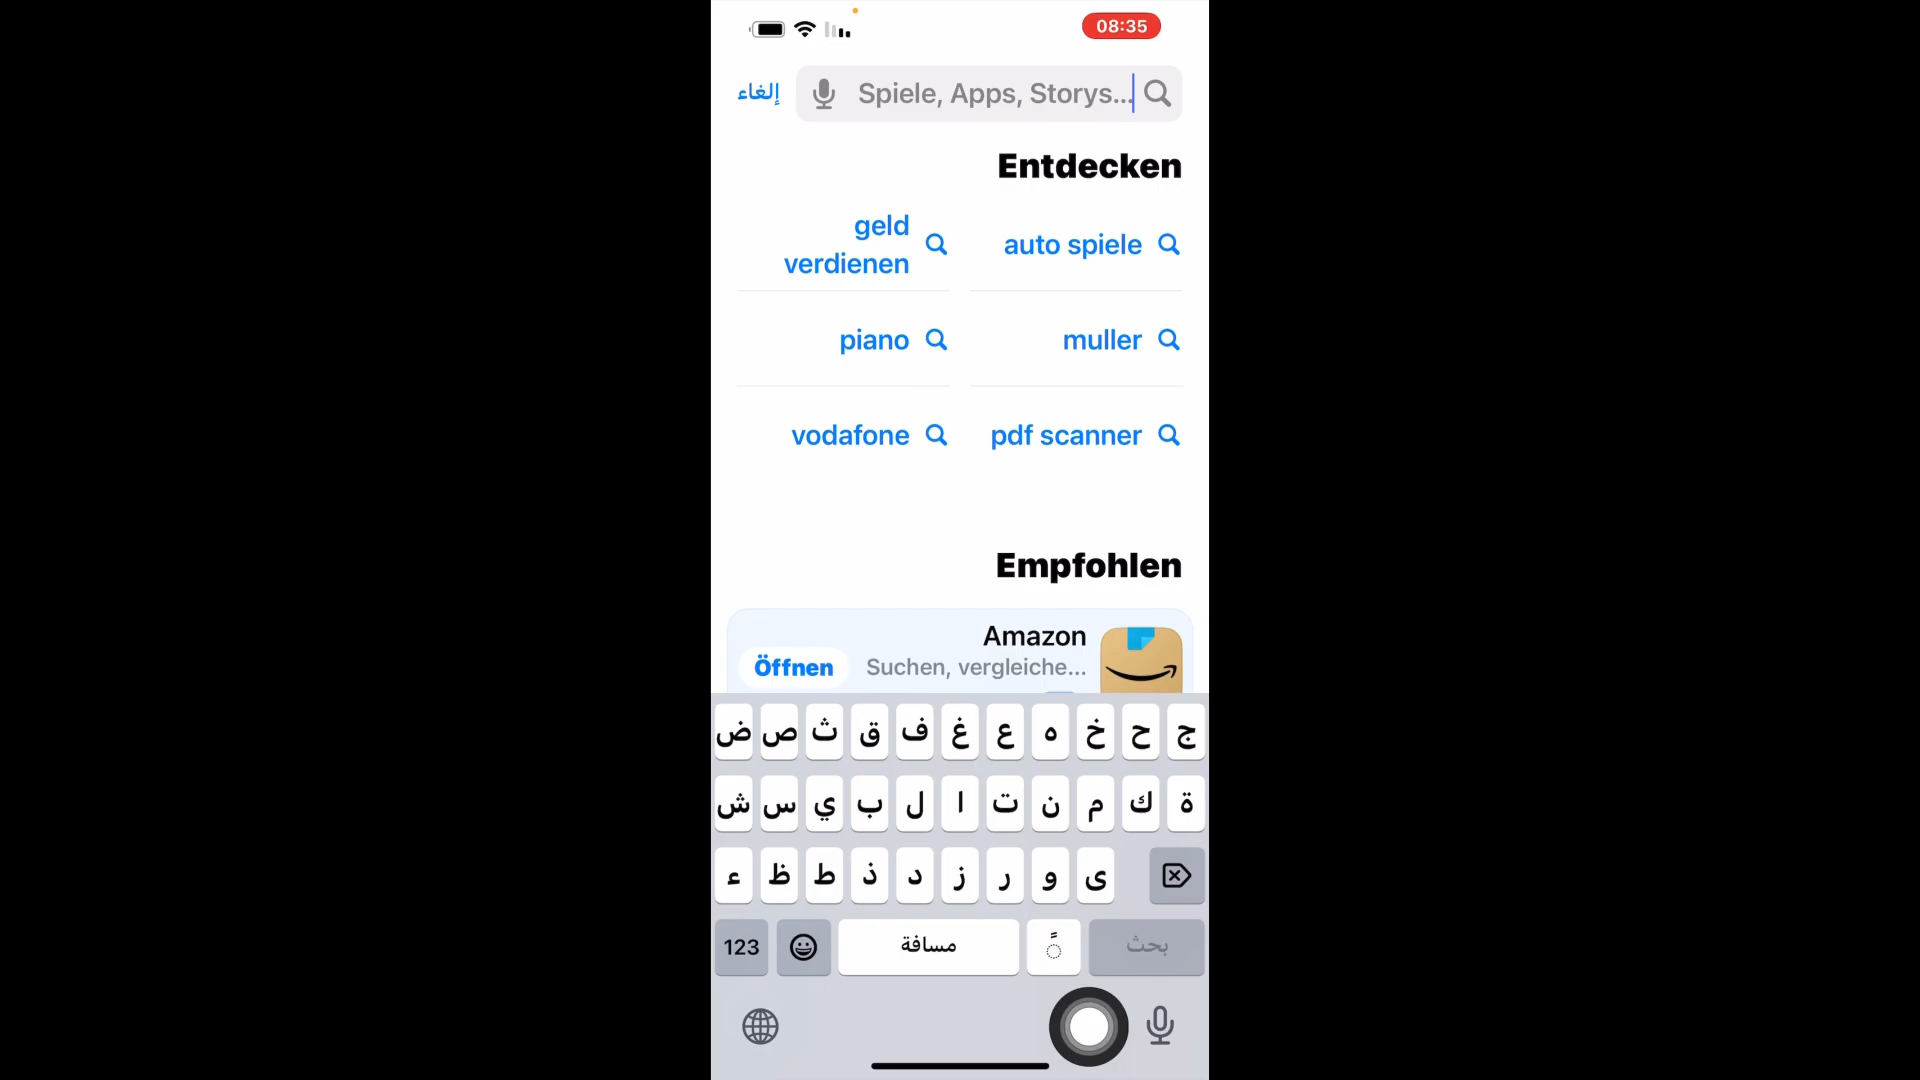 08:35
إلغاء
Spiele, Apps, Storys...
Entdecken
auto spiele
geld
verdienen
muller
piano
pdf scanner
vodafone
Empfohlen
Amazon
Suchen, vergleiche...
Öffnen
ض ص ث ق ف غ ع ه خ ح ج
ش س ي ب ل ا ت ن م ك ة
ء ظ ط ذ د ز ر و ى
123 مسافة بحث